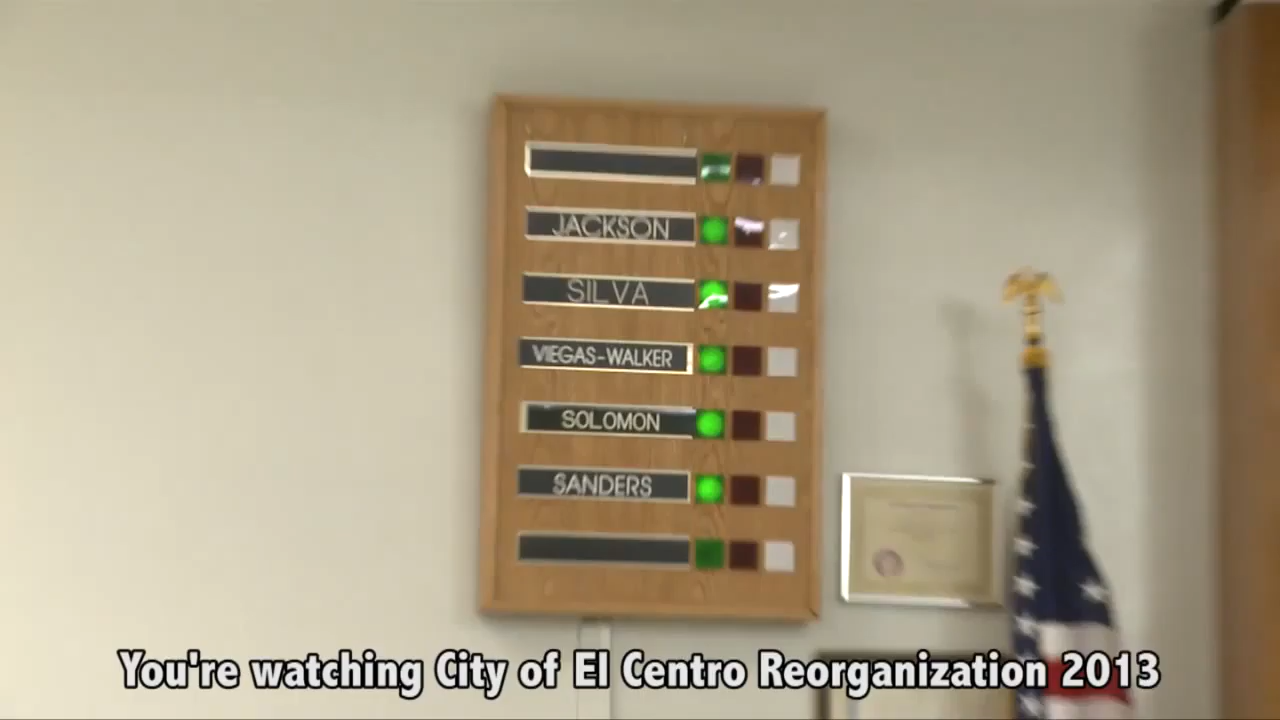 JACKSON
SILVA
VIEGAS-WALKER
SOLOMON
SANDERS
You're watching City of El Centro Reorganization 2013